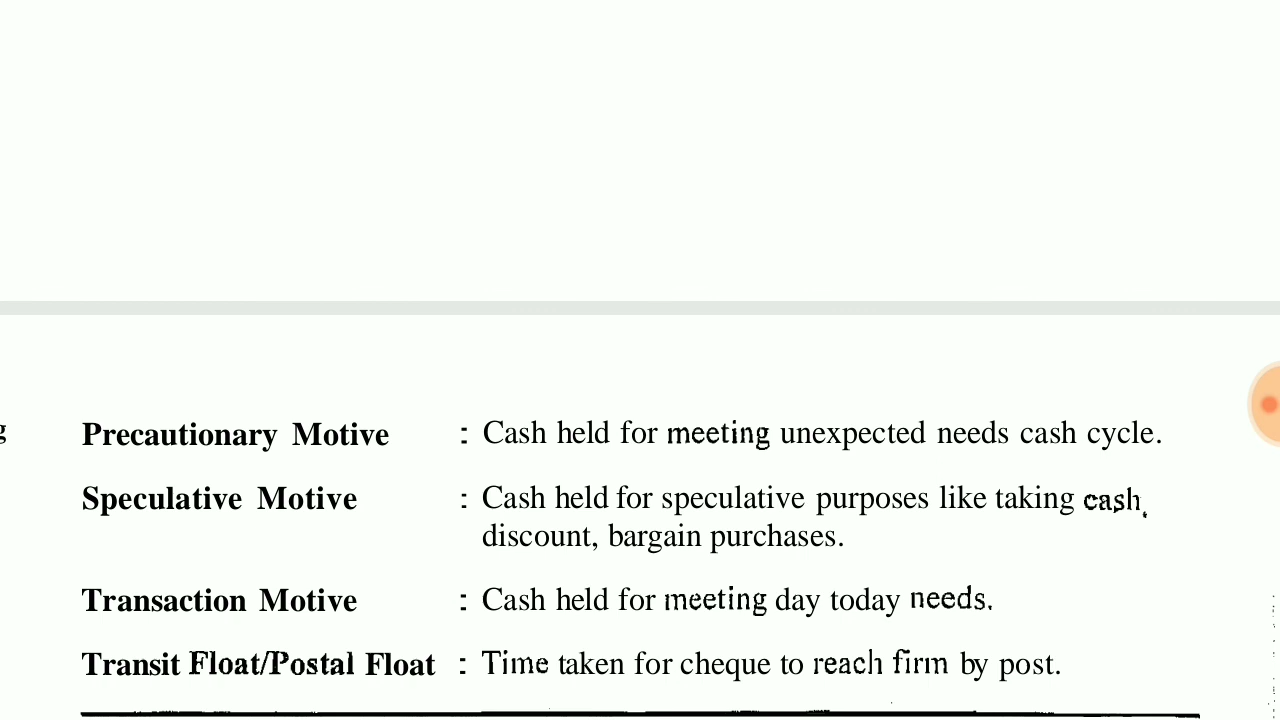 g
Precautionary Motive : Cash held for meeting unexpected needs cash cycle.
Speculative Motive : Cash held for speculative purposes like taking cash
discount, bargain purchases.
Transaction Motive : Cash held for meeting day today needs.
Transit Float/Postal Float : Time taken for cheque to reach firm by post.